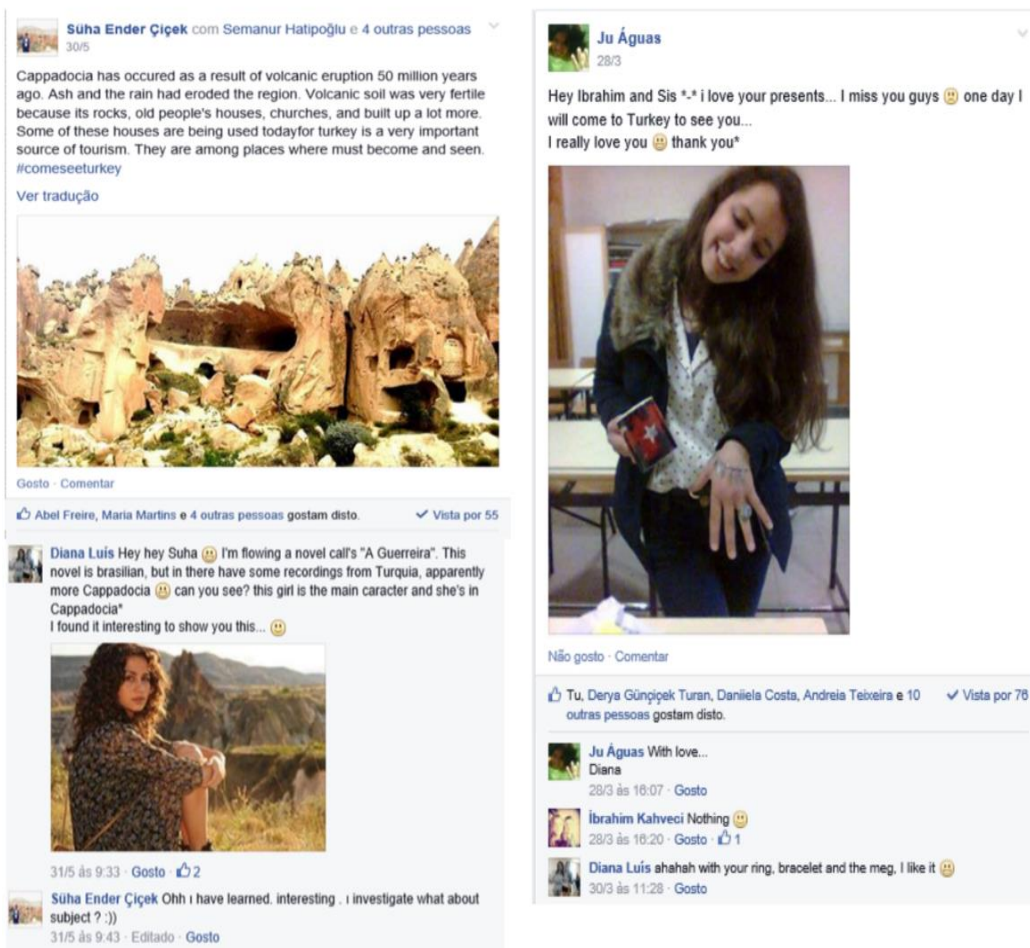 Süha Ender Çiçek com Semanur Hatipoğlu e 4 outras pessoas
30/5
Cappadocia has occured as a result of volcanic eruption 50 million years
ago. Ash and the rain had eroded the region. Volcanic soil was very fertile
because its rocks, old people's houses, churches, and built up a lot more.
Some of these houses are being used todayfor turkey is a very important
source of tourism. They are among places where must become and seen.
#comeseeturkey
Ver tradução
Gosto · Comentar
Abel Freire, Maria Martins e 4 outras pessoas gostam disto.
Vista por 55
Diana Luís Hey hey Suha I'm flowing a novel call's "A Guerreira". This
novel is brasilian, but in there have some recordings from Turquia, apparently
more Cappadocia can you see? this girl is the main caracter and she's in
Cappadocia*
I found it interesting to show you this...
31/5 às 9:33 · Gosto · 2
Süha Ender Çiçek Ohh ı have learned. interesting . ı investigate what about
subject ? :))
31/5 às 9:43 · Editado · Gosto
Ju Águas
28/3
Hey Ibrahim and Sis *-* i love your presents... I miss you guys one day I
will come to Turkey to see you...
I really love you thank you*
Não gosto · Comentar
Tu, Derya Günçiçek Turan, Daniiela Costa, Andreia Teixeira e 10
outras pessoas gostam disto.
Vista por 76
Ju Águas With love...
Diana
28/3 às 16:07 · Gosto
İbrahim Kahveci Nothing
28/3 às 16:20 · Gosto · 1
Diana Luís ahahah with your ring, bracelet and the meg, I like it
30/3 às 11:28 · Gosto